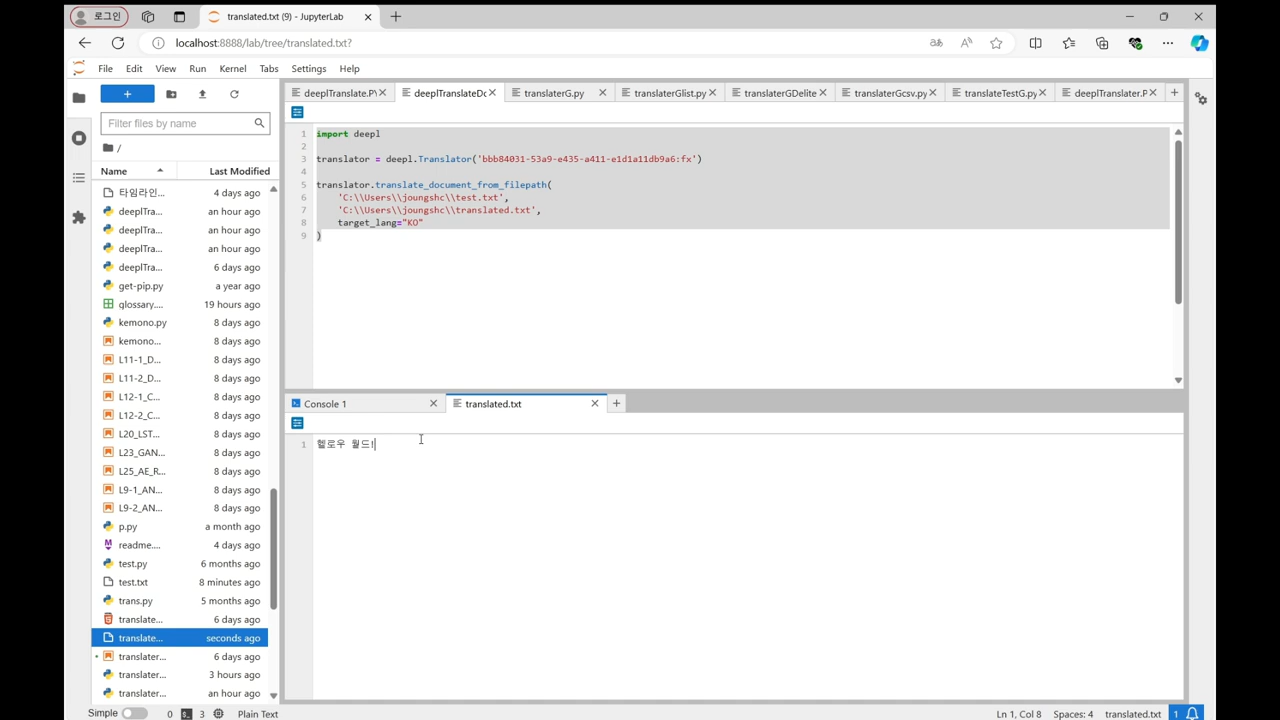 로그인
translated.txt (9) - JupyterLab
localhost:8888/lab/tree/translated.txt?
File Edit View Run Kernel Tabs Settings Help
deeplTranslate.P
deeplTranslateDo
translaterG.py
translaterGlist.py
translaterGDelite
translaterGcsv.py
translateTestG.py
deeplTranslater.P
Filter files by name
/
Name Last Modified
타임라인... 4 days ago
deeplTra... an hour ago
deeplTra... an hour ago
deeplTra... an hour ago
deeplTra... 6 days ago
get-pip.py a year ago
glossary.... 19 hours ago
kemono.py 8 days ago
kemono... 8 days ago
L11-1_D... 8 days ago
L11-2_D... 8 days ago
L12-1_C... 8 days ago
L12-2_C... 8 days ago
L20_LST... 8 days ago
L23_GAN... 8 days ago
L25_AE_R... 8 days ago
L9-1_AN... 8 days ago
L9-2_AN... 8 days ago
p.py a month ago
readme.... 4 days ago
test.py 6 months ago
test.txt 8 minutes ago
trans.py 5 months ago
translate... 6 days ago
translate... seconds ago
translater... 6 days ago
translater... 3 hours ago
translater... an hour ago
1 import deepl
2
3 translator = deepl.Translator('bbb84031-53a9-e435-a411-e1d1a11db9a6:fx')
4
5 translator.translate_document_from_filepath(
6 'C:\\Users\\joungshc\\test.txt',
7 'C:\\Users\\joungshc\\translated.txt',
8 target_lang="KO"
9 )
Console 1
translated.txt
1 헬로우 월드!
Simple 0 3 Plain Text Ln 1, Col 8 Spaces: 4 translated.txt 1